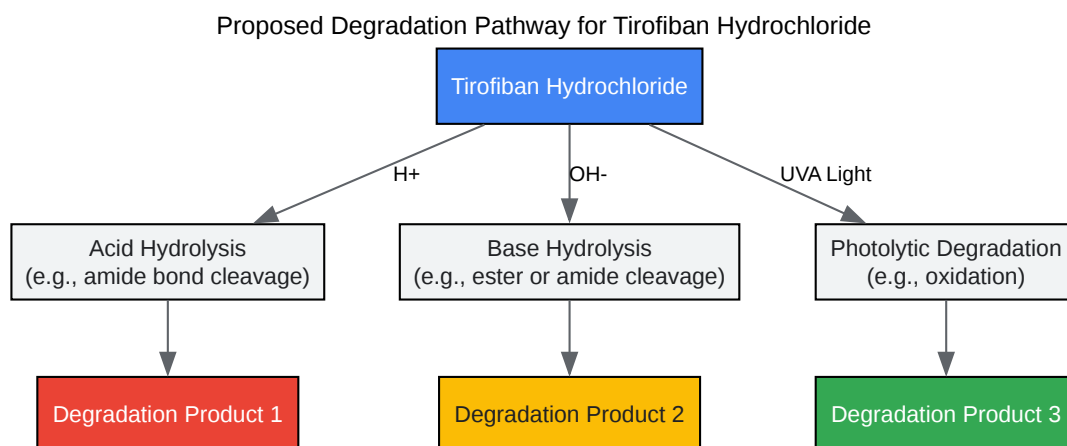 Proposed Degradation Pathway for Tirofiban Hydrochloride
Tirofiban Hydrochloride
H+
OH-
UVA Light
Acid Hydrolysis
(e.g., amide bond cleavage)
Base Hydrolysis
(e.g., ester or amide cleavage)
Photolytic Degradation
(e.g., oxidation)
Degradation Product 1
Degradation Product 2
Degradation Product 3